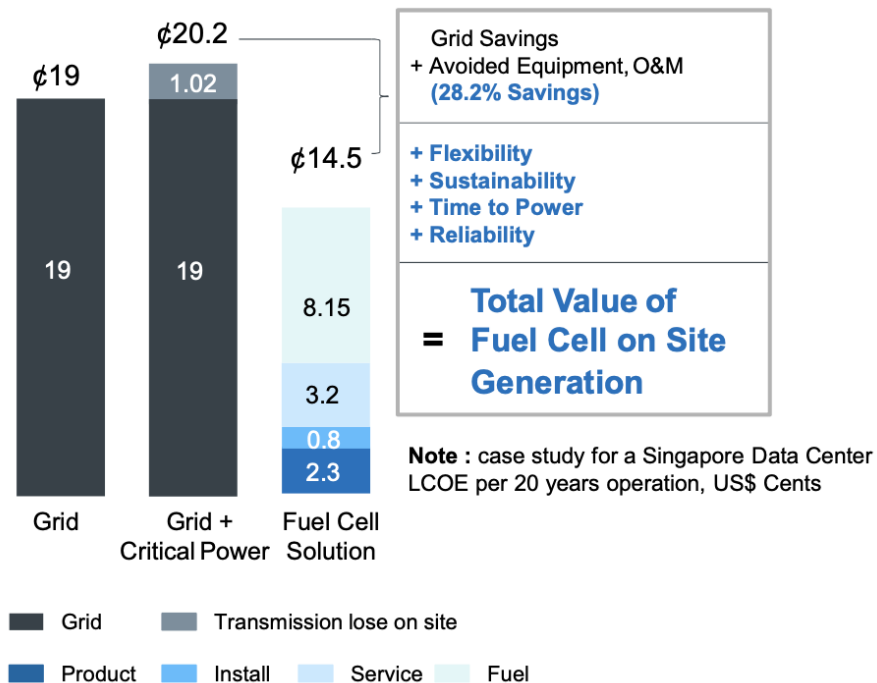 ¢19
19
Grid
¢20.2
1.02
19
Grid +
Critical Power
¢14.5
8.15
3.2
0.8
2.3
Fuel Cell
Solution
Grid Savings
+ Avoided Equipment, O&M
(28.2% Savings)
+ Flexibility
+ Sustainability
+ Time to Power
+ Reliability
= Total Value of
Fuel Cell on Site
Generation
Note : case study for a Singapore Data Center
LCOE per 20 years operation, US$ Cents
Grid
Transmission lose on site
Product
Install
Service
Fuel